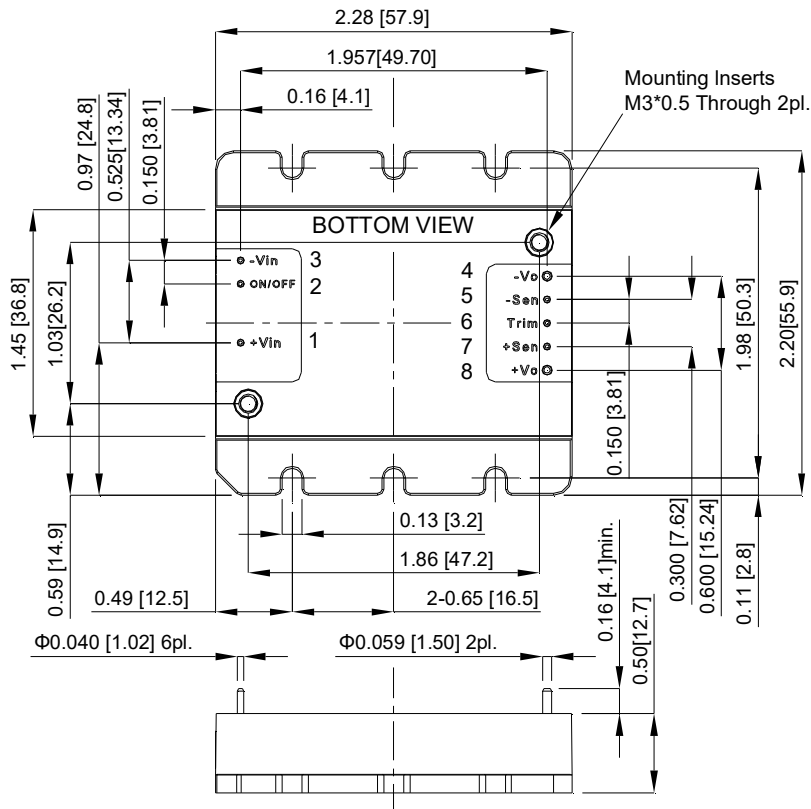 2.28 [57.9]
1.957[49.70]
0.16 [4.1]
Mounting Inserts
M3*0.5 Through 2pl.
0.97 [24.8]
0.525[13.34]
0.150 [3.81]
BOTTOM VIEW
-Vin 3
ON/OFF 2
+Vin 1
4 -Vo
5 -Sen
6 Trim
7 +Sen
8 +Vo
1.45 [36.8]
1.03[26.2]
0.59 [14.9]
1.98 [50.3]
2.20[55.9]
0.150 [3.81]
0.300 [7.62]
0.600 [15.24]
0.11 [2.8]
0.13 [3.2]
1.86 [47.2]
0.49 [12.5]
2-0.65 [16.5]
0.16 [4.1]min.
0.50[12.7]
Φ0.040 [1.02] 6pl.
Φ0.059 [1.50] 2pl.